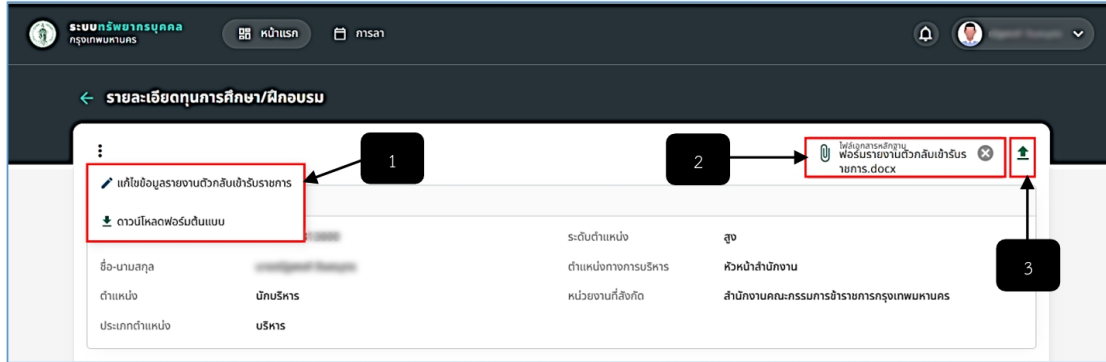 ระบบทรัพยากรบุคคล
กรุงเทพมหานคร
หน้าแรก
การลา
รายละเอียดทุนการศึกษา/ฝึกอบรม
1
2
ไฟล์เอกสารหลักฐาน
ฟอร์มรายงานตัวกลับเข้ารับร
าชการ.docx
แก้ไขข้อมูลรายงานตัวกลับเข้ารับราชการ
ดาวน์โหลดฟอร์มต้นแบบ
ระดับตำแหน่ง
สูง
ชื่อ-นามสกุล
ตำแหน่งทางการบริหาร
หัวหน้าสำนักงาน
3
ตำแหน่ง
นักบริหาร
หน่วยงานที่สังกัด
สำนักงานคณะกรรมการข้าราชการกรุงเทพมหานคร
ประเภทตำแหน่ง
บริหาร